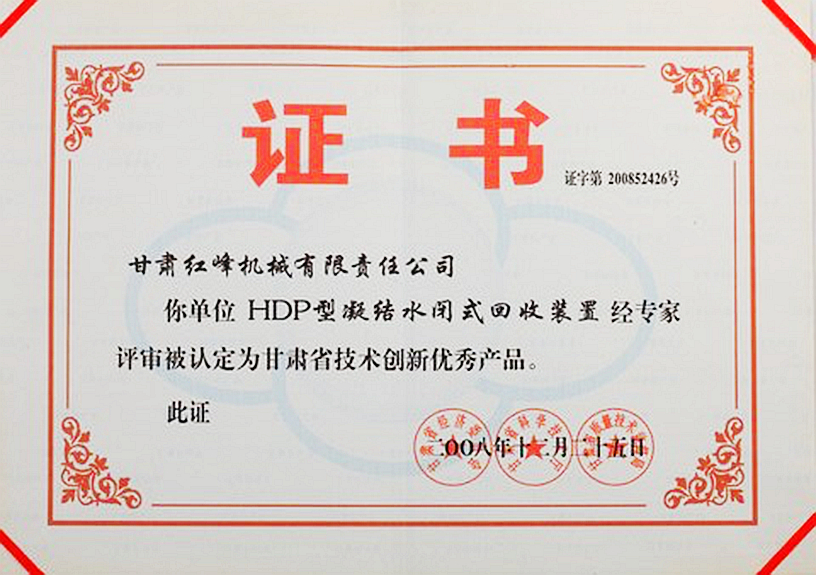 证书
证字第 200852426号
甘肃红峰机械有限责任公司
你单位 HDP型凝结水闭式回收装置 经专家
评审被认定为甘肃省技术创新优秀产品。
此证
二〇〇八年十二月二十五日